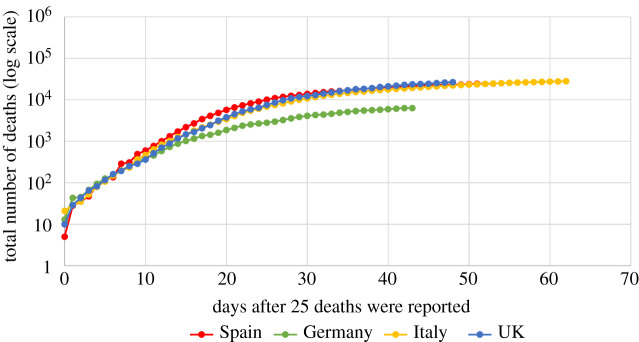 total number of deaths (log scale)
10⁶
10⁵
10⁴
10³
10²
10
1
0 10 20 30 40 50 60 70
days after 25 deaths were reported
Spain Germany Italy UK